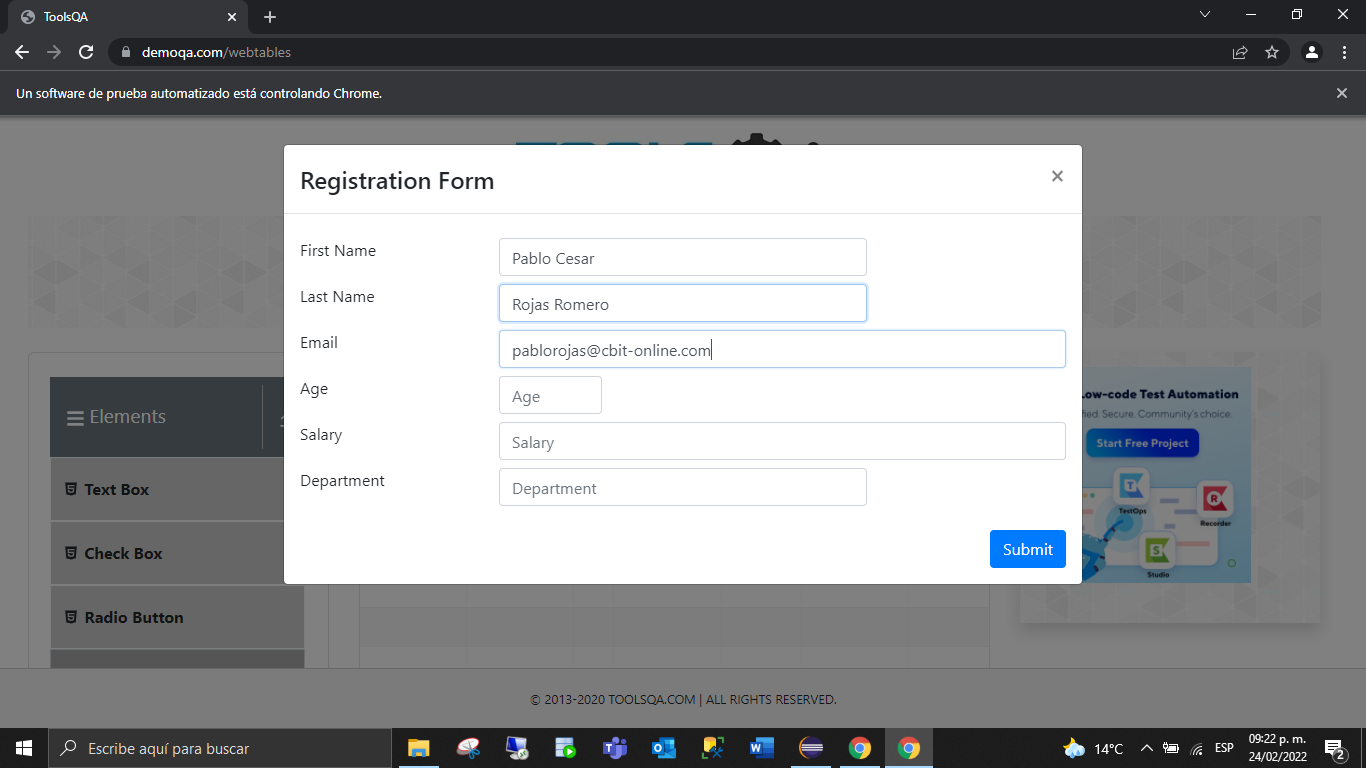 ToolsQA
demoqa.com/webtables
Un software de prueba automatizado está controlando Chrome.
Registration Form
First Name
Pablo Cesar
Last Name
Rojas Romero
Email
pablorojas@cbit-online.com
Age
Age
Salary
Salary
Department
Department
Submit
Elements
Text Box
Check Box
Radio Button
ow-code Test Automation
fied. Secure. Community's choice.
Start Free Project
TestOps
Recorder
Studio
© 2013-2020 TOOLSQA.COM | ALL RIGHTS RESERVED.
Escribe aquí para buscar
14°C
ESP
09:22 p. m.
24/02/2022
2